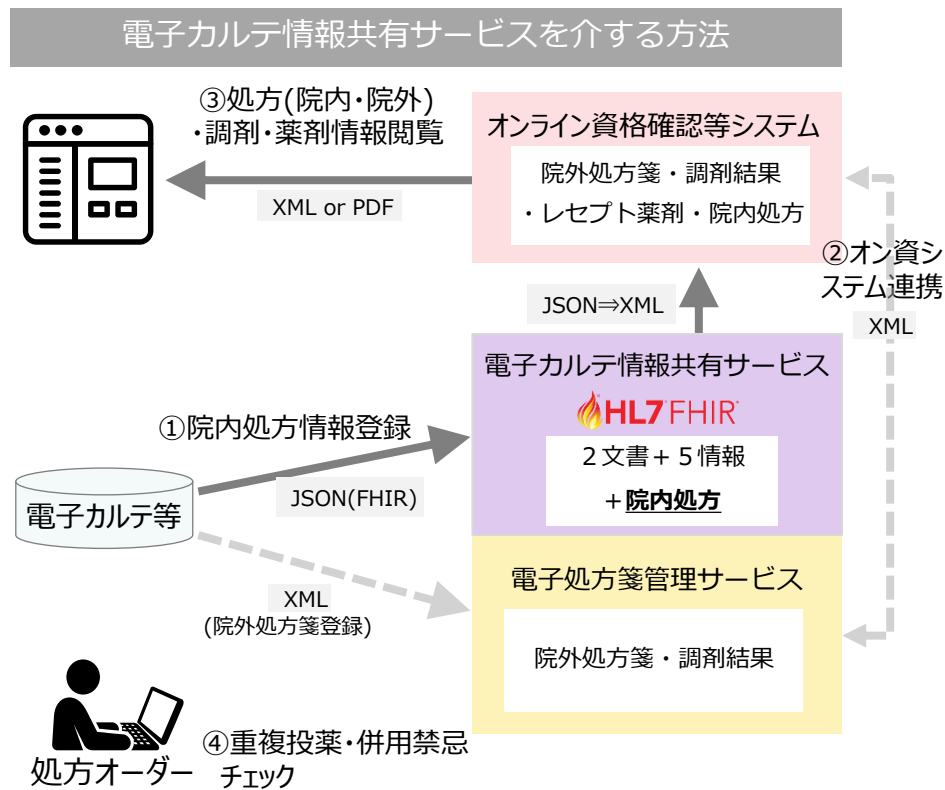 電子カルテ情報共有サービスを介する方法
③処方(院内・院外)
・調剤・薬剤情報閲覧
XML or PDF
オンライン資格確認等システム
院外処方箋・調剤結果
・レセプト薬剤・院内処方
②オン資シ
ステム連携
XML
JSON⇒XML
電子カルテ情報共有サービス
HL7 FHIR
２文書＋５情報
＋院内処方
①院内処方情報登録
JSON(FHIR)
電子カルテ等
XML
(院外処方箋登録)
電子処方箋管理サービス
院外処方箋・調剤結果
処方オーダー
④重複投薬・併用禁忌
チェック